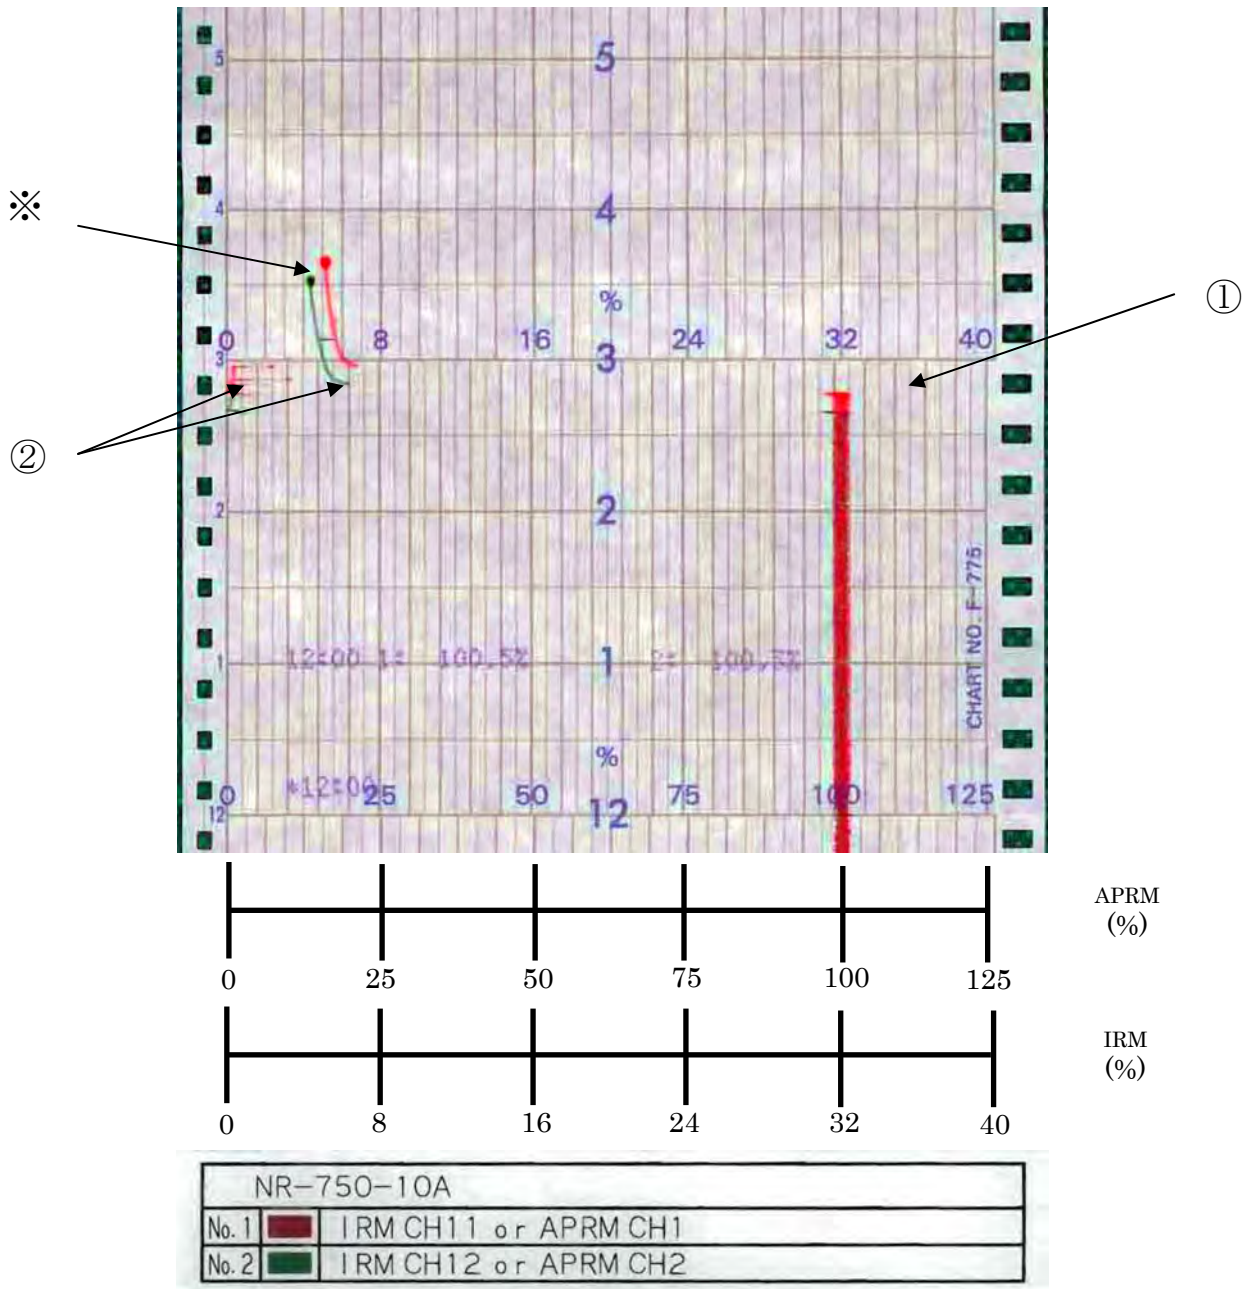 5 5
※
4 4
%
①
0 8 16 24 32 40
3 3
②
2 2
CHART NO. F-775
12:00 1: 100.5% 2: 100.5%
1 1
%
*12:00
0 25 50 75 100 125
12 12
APRM
(%)
0 25 50 75 100 125
IRM
(%)
0 8 16 24 32 40
NR-750-10A
No. 1 IRM CH11 or APRM CH1
No. 2 IRM CH12 or APRM CH2